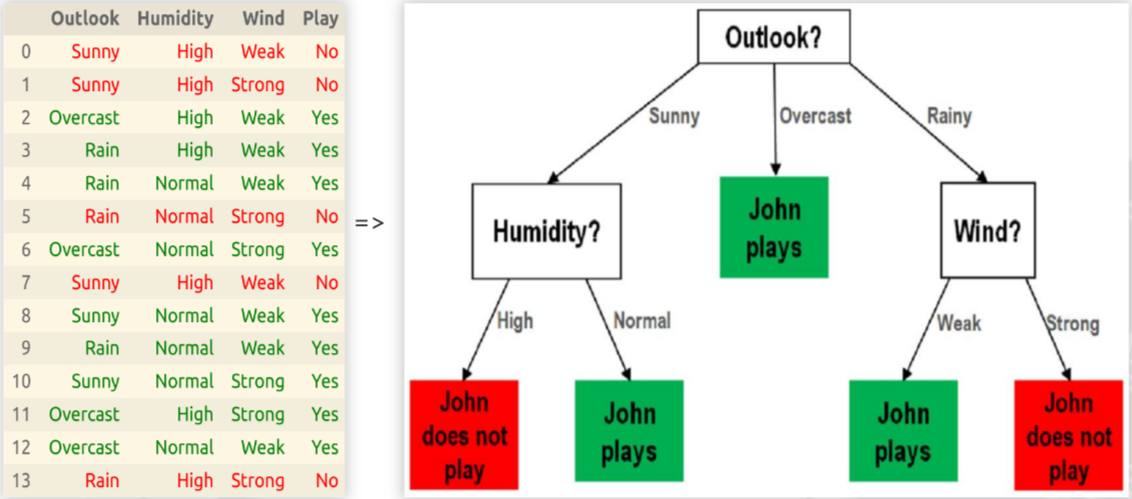 Outlook Humidity Wind Play
0 Sunny High Weak No
1 Sunny High Strong No
2 Overcast High Weak Yes
3 Rain High Weak Yes
4 Rain Normal Weak Yes
5 Rain Normal Strong No
6 Overcast Normal Strong Yes
7 Sunny High Weak No
8 Sunny Normal Weak Yes
9 Rain Normal Weak Yes
10 Sunny Normal Strong Yes
11 Overcast High Strong Yes
12 Overcast Normal Weak Yes
13 Rain High Strong No
=>
Outlook?
Sunny Overcast Rainy
Humidity?
John
plays
Wind?
High Normal Weak Strong
John
does not
play
John
plays
John
plays
John
does not
play